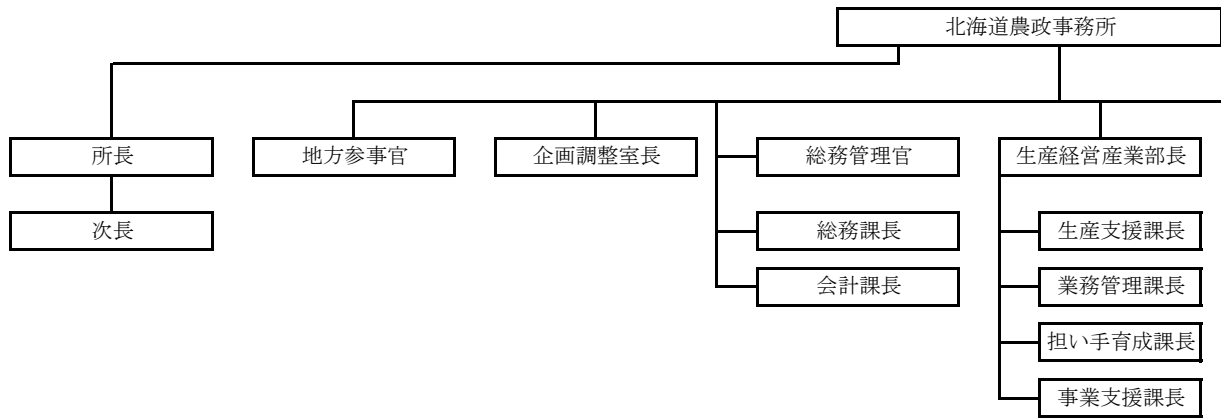 北海道農政事務所
所長
地方参事官
企画調整室長
総務管理官
生産経営産業部長
次長
総務課長
生産支援課長
会計課長
業務管理課長
担い手育成課長
事業支援課長